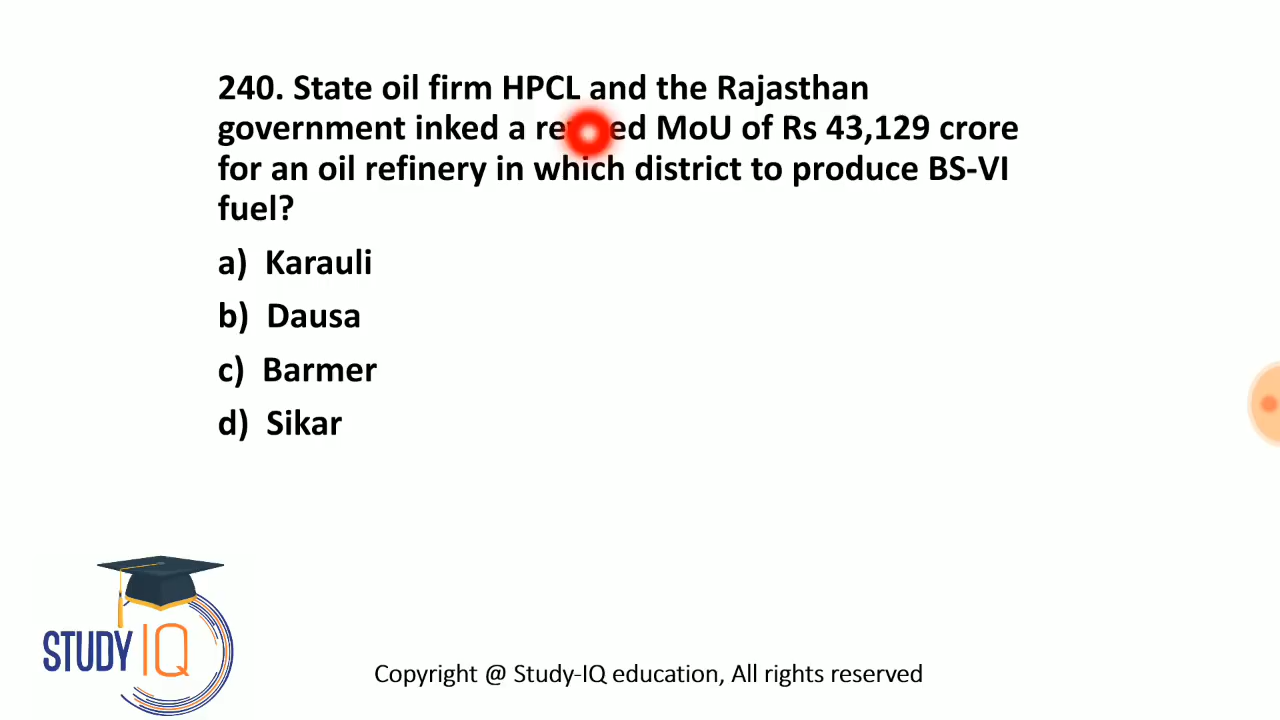 240. State oil firm HPCL and the Rajasthan
government inked a MoU of Rs 43,129 crore
for an oil refinery in which district to produce BS-VI
fuel?
a) Karauli
b) Dausa
c) Barmer
d) Sikar
STUDY IQ
Copyright @ Study-IQ education, All rights reserved